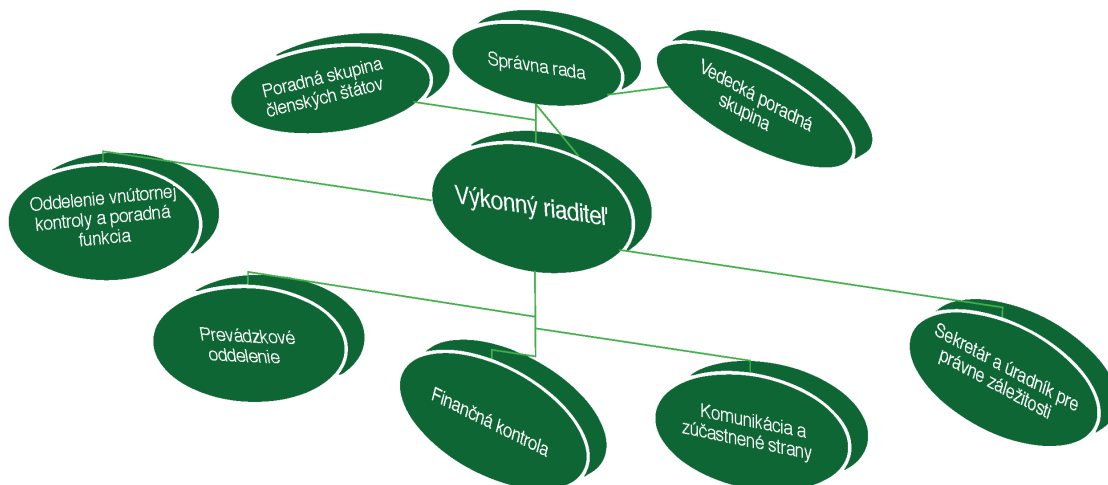 Poradná skupina
členských štátov
Správna rada
Vedecká poradná
skupina
Výkonný riaditeľ
Oddelenie vnútornej
kontroly a poradná
funkcia
Prevádzkové
oddelenie
Finančná kontrola
Komunikácia a
zúčastnené strany
Sekretár a úradník pre
právne záležitosti